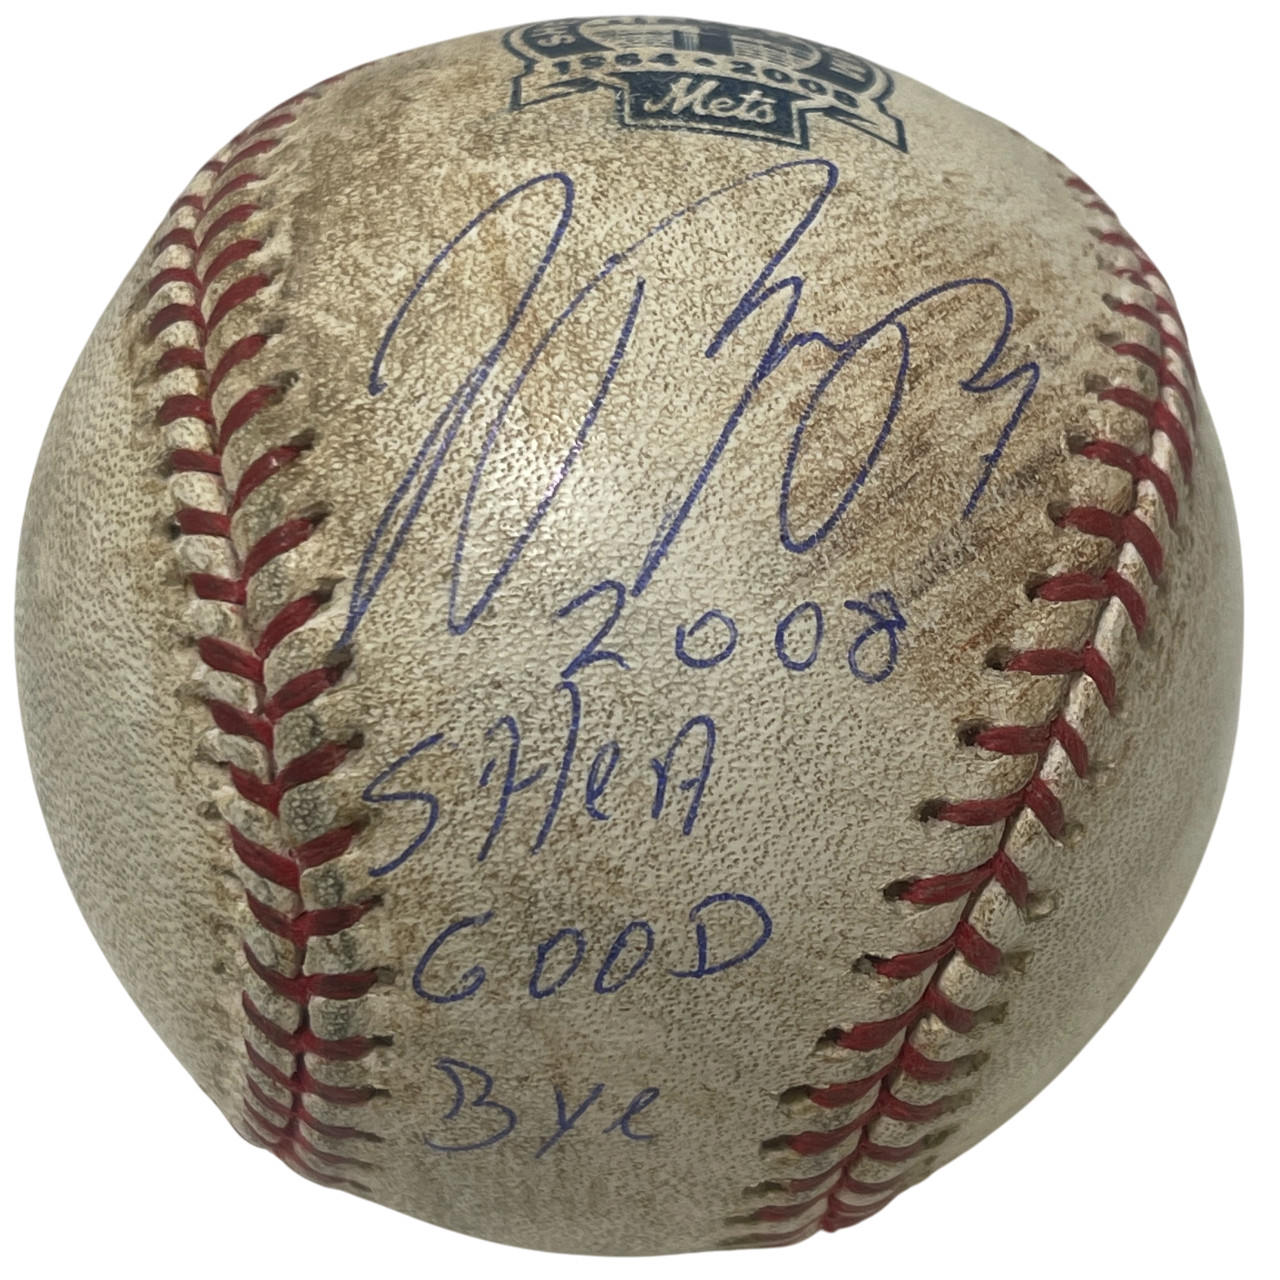 1964 • 2008
Mets
2008
SHeA
GOOD
Bye